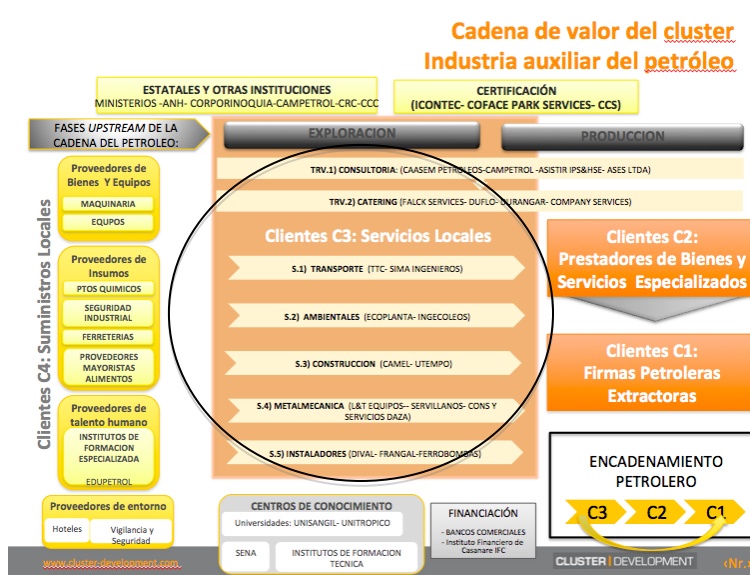 Cadena de valor del cluster
Industria auxiliar del petróleo
ESTATALES Y OTRAS INSTITUCIONES
MINISTERIOS -ANH- CORPORINOQUIA-CAMPETROL-CRC-CCC
CERTIFICACIÓN
(ICONTEC- COFACE PARK SERVICES- CCS)
FASES UPSTREAM DE LA
CADENA DEL PETROLEO:
EXPLORACION
PRODUCCION
Clientes C4: Suministros Locales
Proveedores de
Bienes Y Equipos
MAQUINARIA
EQUPOS
Proveedores de
Insumos
PTOS QUIMICOS
SEGURIDAD
INDUSTRIAL
FERRETERIAS
PROVEDEORES
MAYORISTAS
ALIMENTOS
Proveedores de
talento humano
INSTITUTOS DE
FORMACION
ESPECIALIZADA
EDUPETROL
Proveedores de entorno
Hoteles
Vigilancia y
Seguridad
TRV.1) CONSULTORIA: (CAASEM PETROLEOS-CAMPETROL -ASISTIR IPS&HSE- ASES LTDA)
TRV.2) CATERING (FALCK SERVICES- DUFLO- DURANGAR- COMPANY SERVICES)
Clientes C3: Servicios Locales
S.1) TRANSPORTE (TTC- SIMA INGENIEROS)
S.2) AMBIENTALES (ECOPLANTA- INGECOLEOS)
S.3) CONSTRUCCION (CAMEL- UTEMPO)
S.4) METALMECANICA (L&T EQUIPOS-- SERVILLANOS- CONS Y
SERVICIOS DAZA)
S.5) INSTALADORES (DIVAL- FRANGAL-FERROBOMBAS)
Clientes C2:
Prestadores de Bienes y
Servicios Especializados
Clientes C1:
Firmas Petroleras
Extractoras
ENCADENAMIENTO
PETROLERO
C3
C2
C1
CENTROS DE CONOCIMIENTO
Universidades: UNISANGIL- UNITROPICO
SENA
INSTITUTOS DE FORMACION
TECNICA
FINANCIACIÓN
- BANCOS COMERCIALES
- Instituto Financiero de
Casanare IFC
www.cluster-development.com
CLUSTER DEVELOPMENT
‹Nr.›